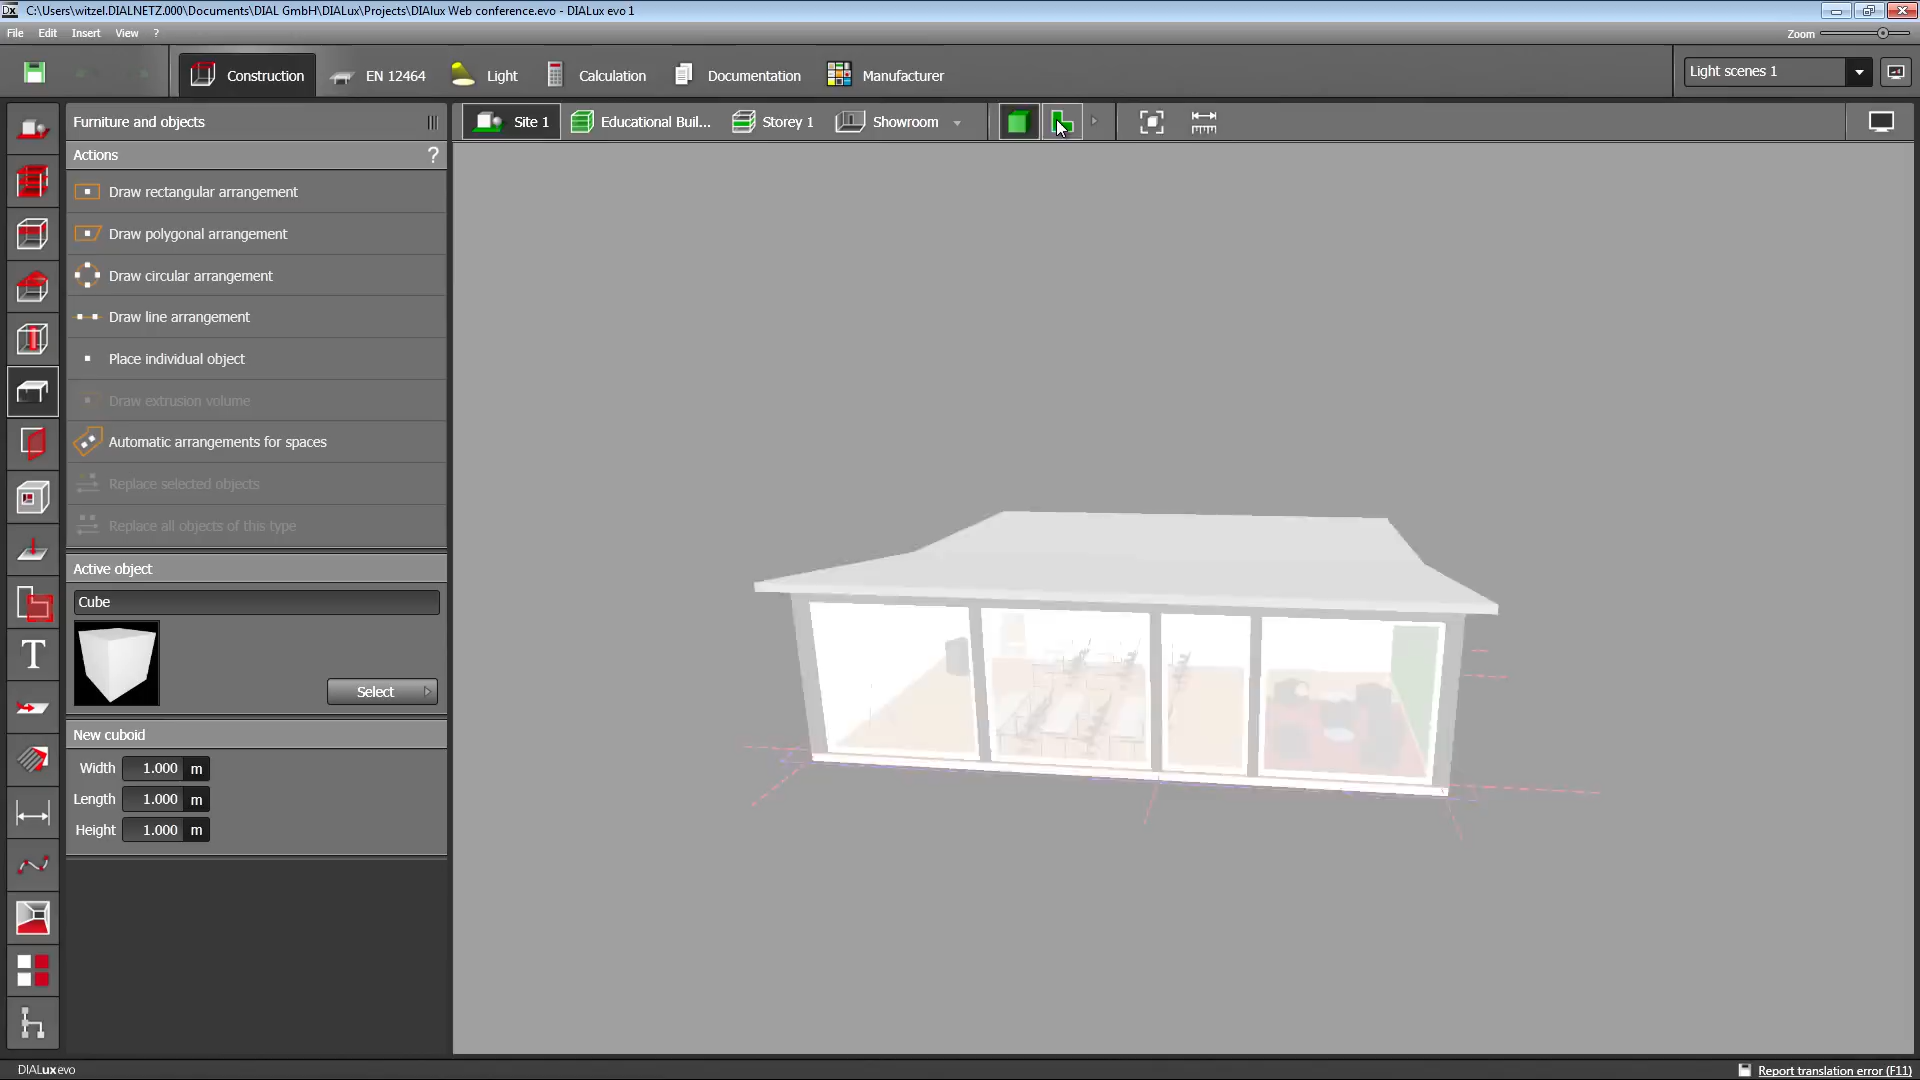 C:\Users\witzel.DIALNETZ.000\Documents\DIAL GmbH\DIALux\Projects\DIAlux Web conference.evo - DIALux evo 1
File Edit Insert View ?
Zoom
Construction EN 12464 Light Calculation Documentation Manufacturer
Light scenes 1
Furniture and objects
Site 1 Educational Buil... Storey 1 Showroom
Actions ?
Draw rectangular arrangement
Draw polygonal arrangement
Draw circular arrangement
Draw line arrangement
Place individual object
Draw extrusion volume
Automatic arrangements for spaces
Replace selected objects
Replace all objects of this type
Active object
Cube
Select
New cuboid
Width 1.000 m
Length 1.000 m
Height 1.000 m
DIALux evo
Report translation error (F11)